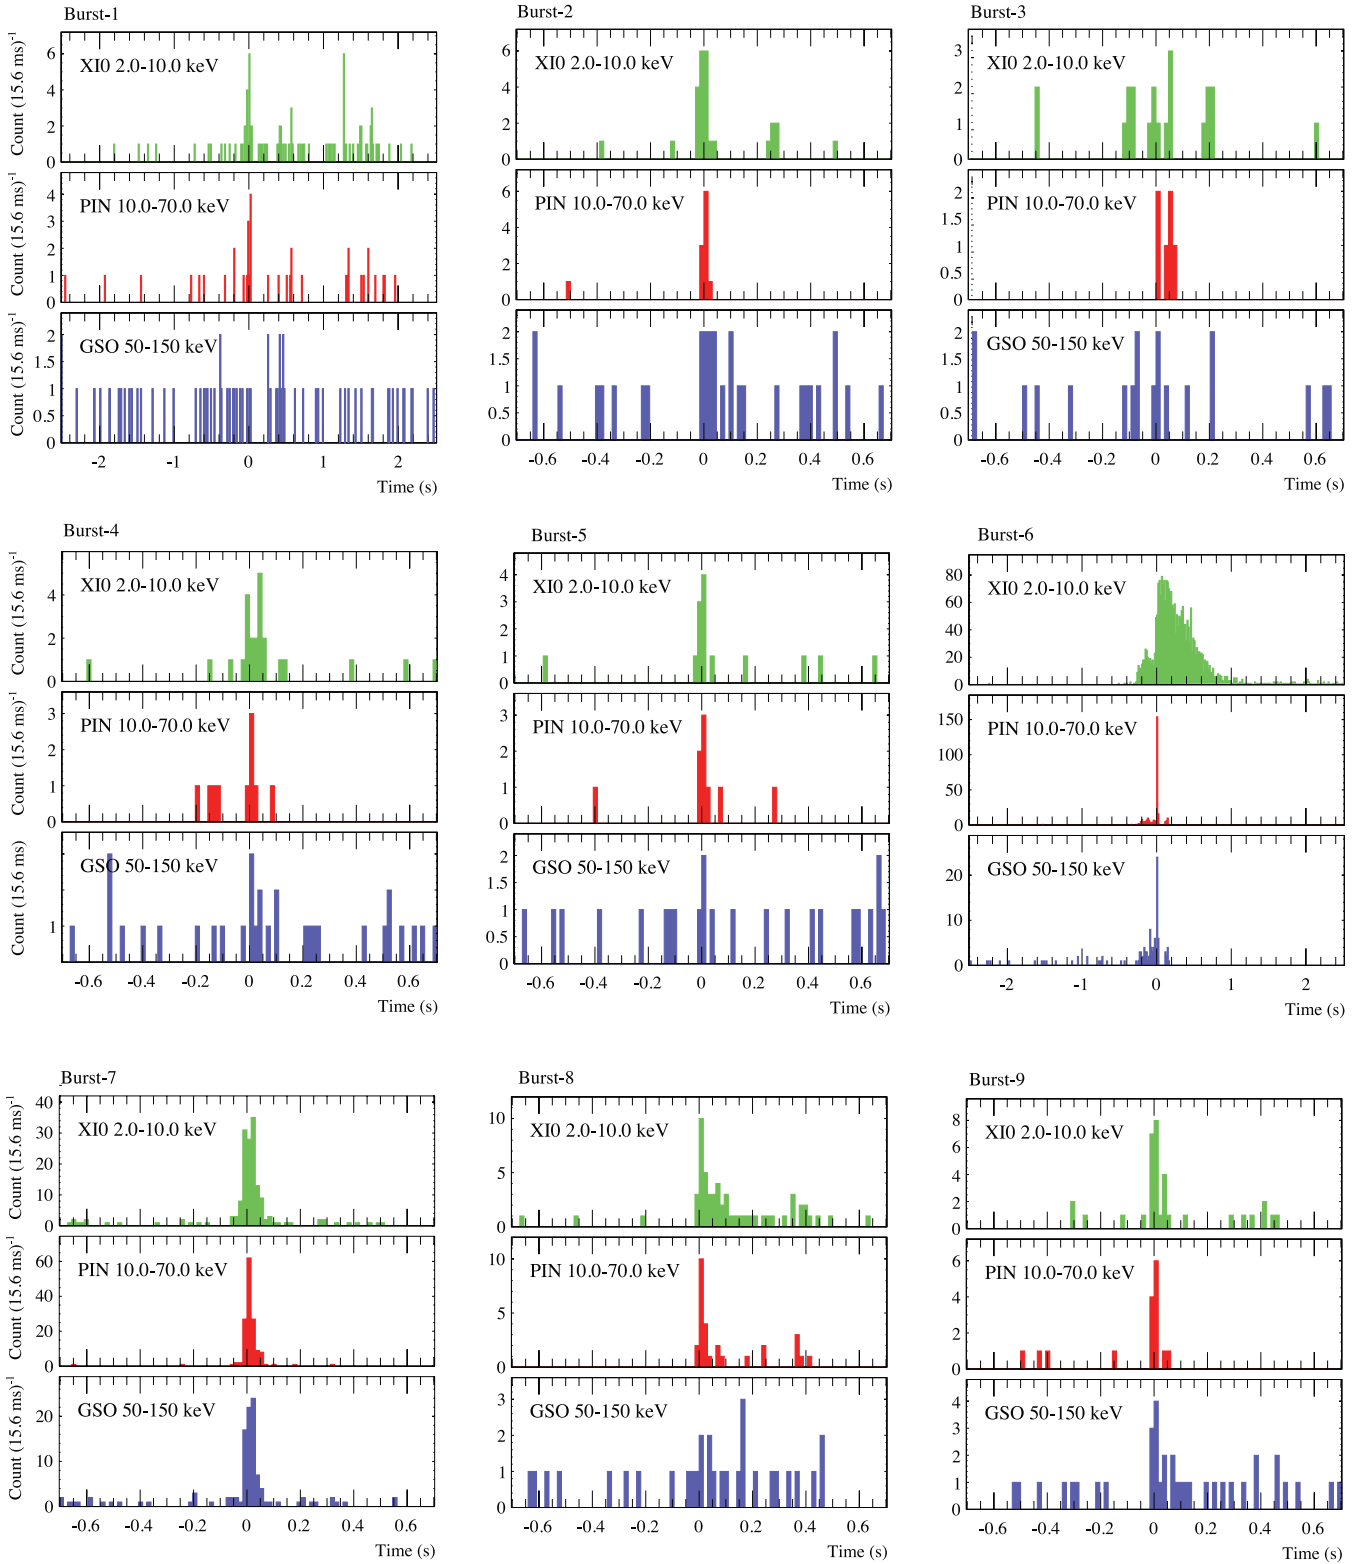 Burst-1
XI0 2.0-10.0 keV
Count (15.6 ms)⁻¹
0
2
4
6
PIN 10.0-70.0 keV
Count (15.6 ms)⁻¹
0
1
2
3
4
GSO 50-150 keV
Count (15.6 ms)⁻¹
0
0.5
1
1.5
2
-2 -1 0 1 2
Time (s)
Burst-2
XI0 2.0-10.0 keV
0
2
4
6
PIN 10.0-70.0 keV
0
2
4
6
GSO 50-150 keV
0
0.5
1
1.5
2
-0.6 -0.4 -0.2 0 0.2 0.4 0.6
Time (s)
Burst-3
XI0 2.0-10.0 keV
0
1
2
3
PIN 10.0-70.0 keV
0
0.5
1
1.5
2
GSO 50-150 keV
0
0.5
1
1.5
2
-0.6 -0.4 -0.2 0 0.2 0.4 0.6
Time (s)
Burst-4
XI0 2.0-10.0 keV
Count (15.6 ms)⁻¹
0
2
4
PIN 10.0-70.0 keV
Count (15.6 ms)⁻¹
0
1
2
3
GSO 50-150 keV
Count (15.6 ms)
1
-0.6 -0.4 -0.2 0 0.2 0.4 0.6
Time (s)
Burst-5
XI0 2.0-10.0 keV
0
1
2
3
4
PIN 10.0-70.0 keV
0
1
2
3
GSO 50-150 keV
0
0.5
1
1.5
2
-0.6 -0.4 -0.2 0 0.2 0.4 0.6
Time (s)
Burst-6
XI0 2.0-10.0 keV
0
20
40
60
80
PIN 10.0-70.0 keV
0
50
100
150
GSO 50-150 keV
0
10
20
-2 -1 0 1 2
Time (s)
Burst-7
XI0 2.0-10.0 keV
Count (15.6 ms)⁻¹
0
10
20
30
40
PIN 10.0-70.0 keV
Count (15.6 ms)⁻¹
0
20
40
60
GSO 50-150 keV
Count (15.6 ms)⁻¹
0
10
20
-0.6 -0.4 -0.2 0 0.2 0.4 0.6
Time (s)
Burst-8
XI0 2.0-10.0 keV
0
5
10
PIN 10.0-70.0 keV
0
5
10
GSO 50-150 keV
0
1
2
3
-0.6 -0.4 -0.2 0 0.2 0.4 0.6
Time (s)
Burst-9
XI0 2.0-10.0 keV
0
2
4
6
8
PIN 10.0-70.0 keV
0
2
4
6
GSO 50-150 keV
0
1
2
3
4
-0.6 -0.4 -0.2 0 0.2 0.4 0.6
Time (s)